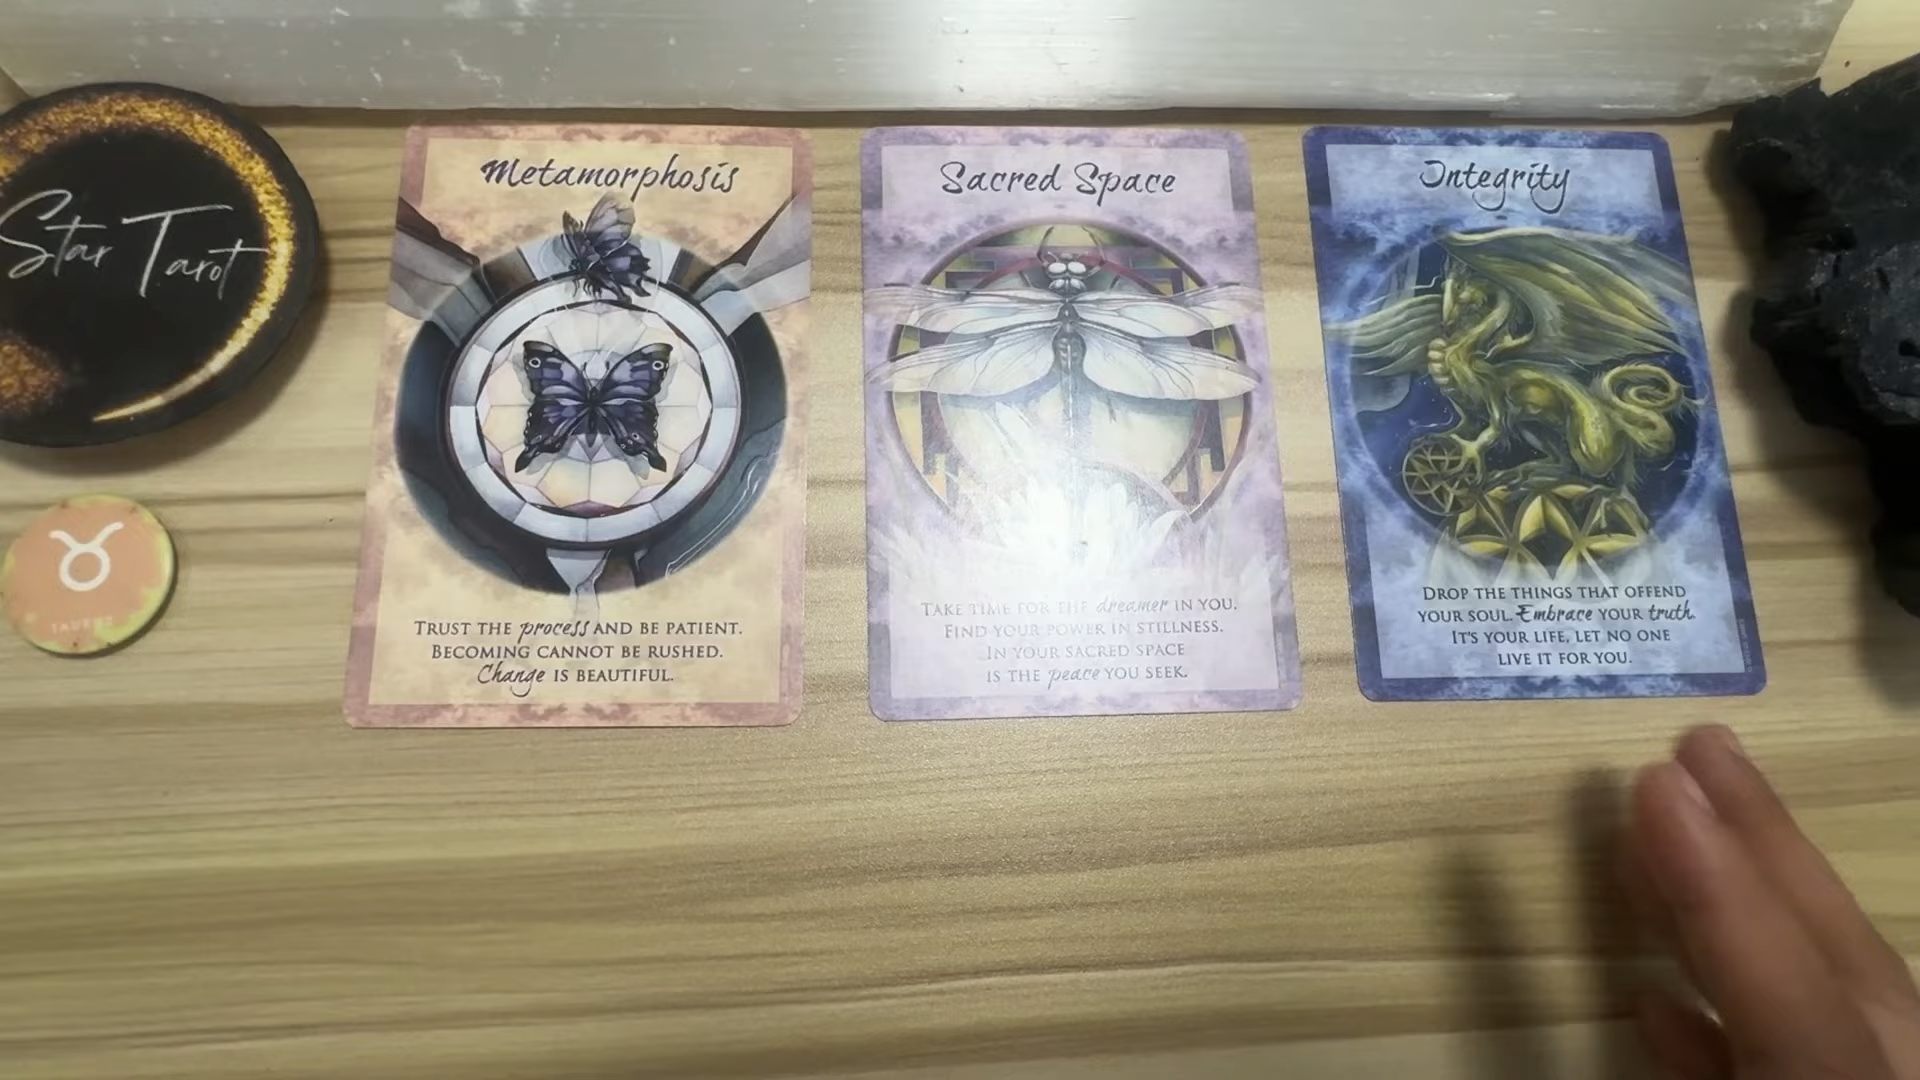 Star Tarot
TAURUS
Metamorphosis
TRUST THE process AND BE PATIENT.
BECOMING CANNOT BE RUSHED.
Change IS BEAUTIFUL.
Sacred Space
TAKE TIME FOR THE dreamer IN YOU.
FIND YOUR POWER IN STILLNESS.
IN YOUR SACRED SPACE
IS THE peace YOU SEEK.
Integrity
DROP THE THINGS THAT OFFEND
YOUR SOUL. Embrace YOUR truth.
IT'S YOUR LIFE, LET NO ONE
LIVE IT FOR YOU.